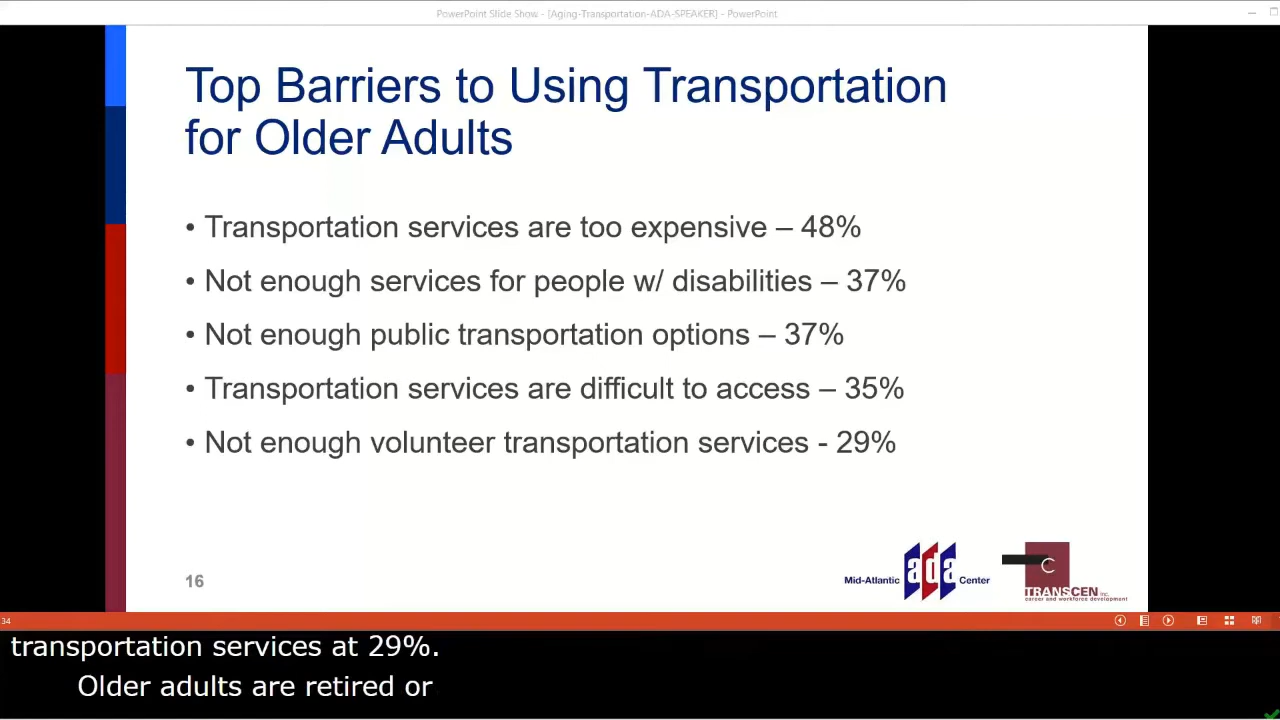 PowerPoint Slide Show - [Aging-Transportation-ADA-SPEAKER] - PowerPoint
Top Barriers to Using Transportation
for Older Adults
• Transportation services are too expensive – 48%
• Not enough services for people w/ disabilities – 37%
• Not enough public transportation options – 37%
• Transportation services are difficult to access – 35%
• Not enough volunteer transportation services - 29%
16
Mid-Atlantic ada Center
C
TRANSCEN Inc.
career and workforce development
34
transportation services at 29%.
Older adults are retired or